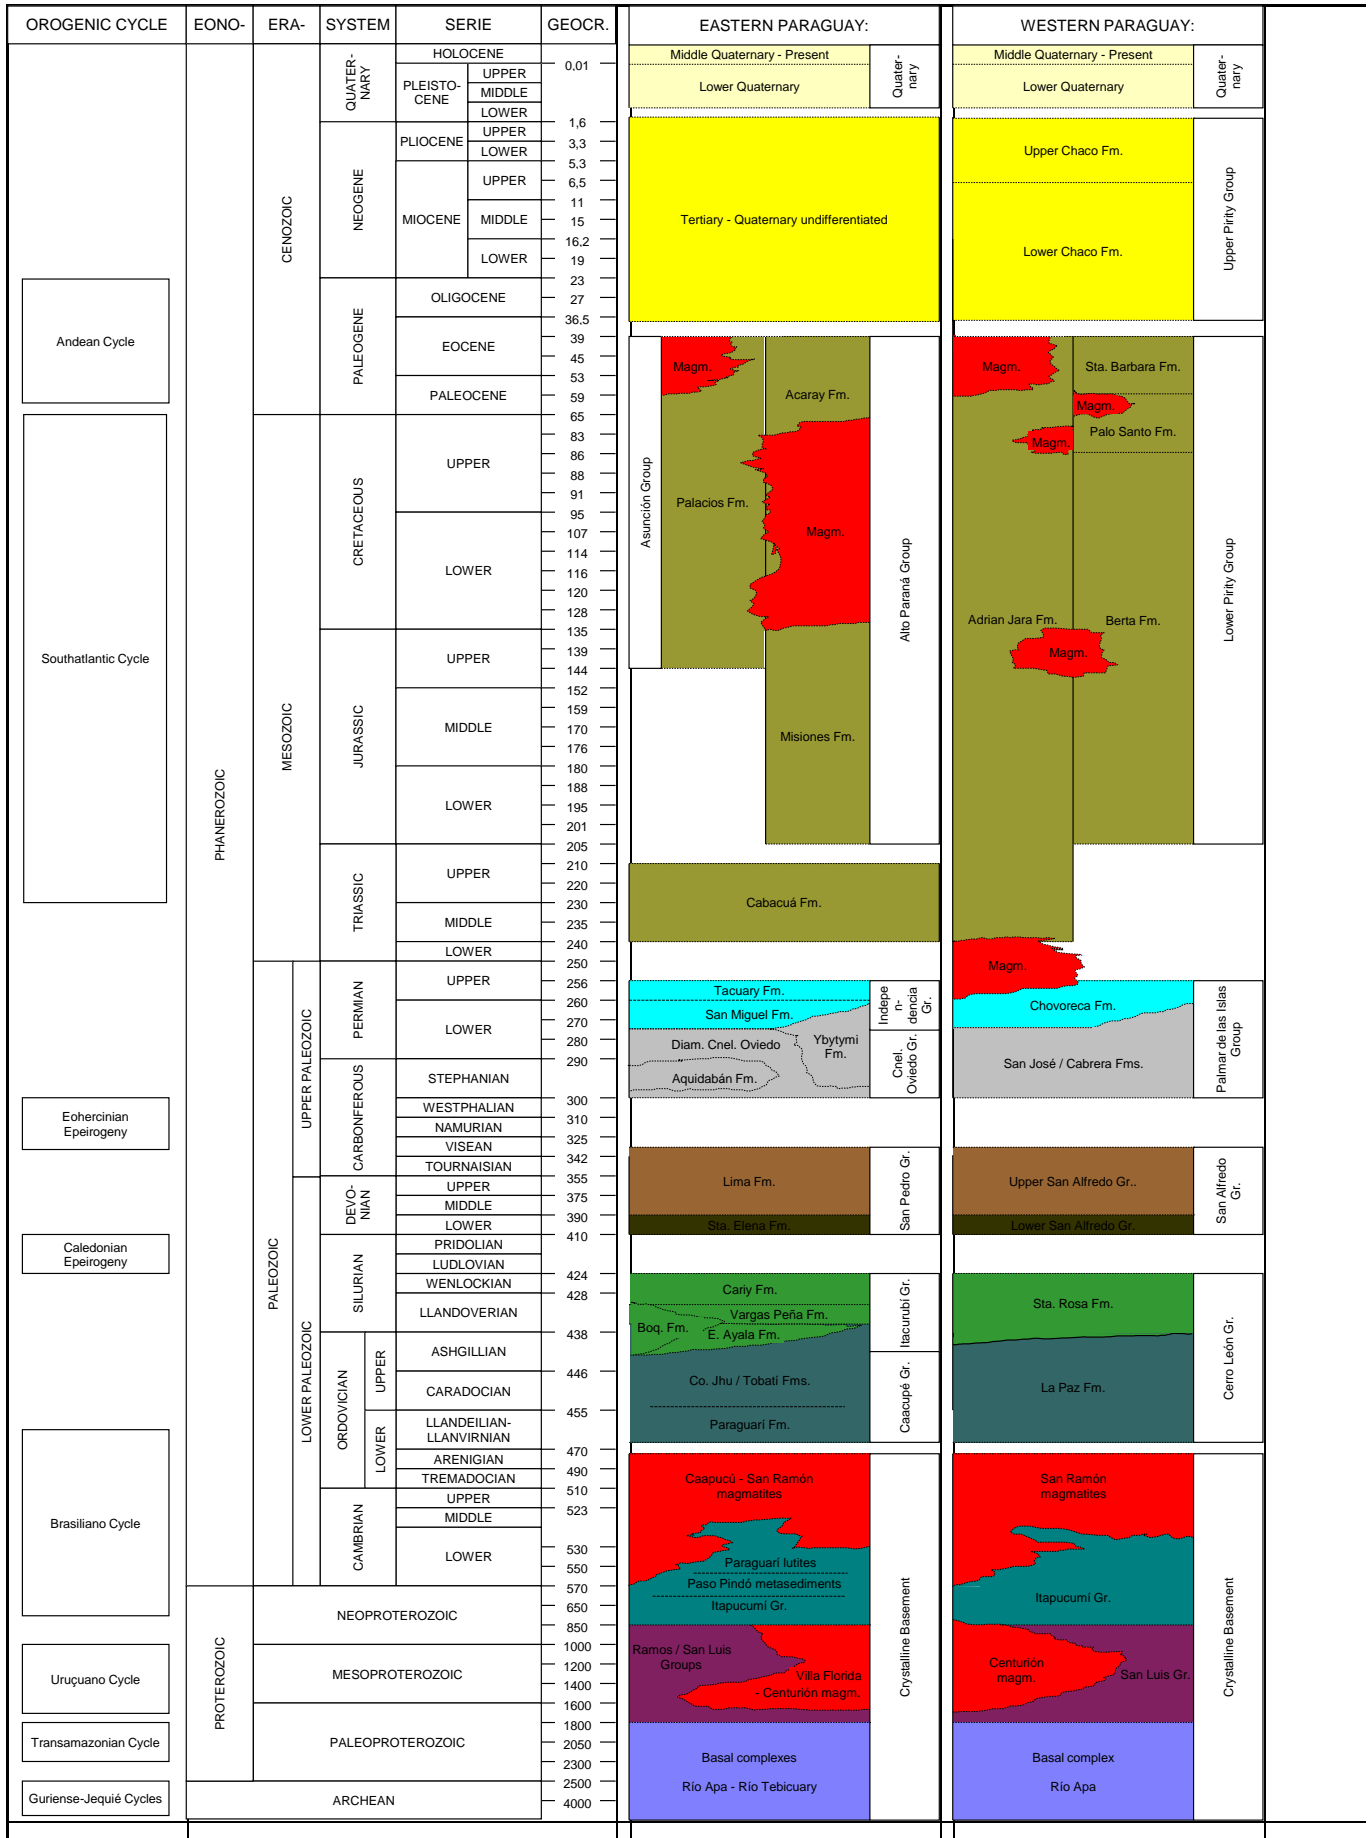 OROGENIC CYCLE
EONO-
ERA-
SYSTEM
SERIE
GEOCR.
EASTERN PARAGUAY:
WESTERN PARAGUAY:
Andean Cycle
Southatlantic Cycle
Eohercinian
Epeirogeny
Caledonian
Epeirogeny
Brasiliano Cycle
Uruçuano Cycle
Transamazonian Cycle
Guriense-Jequié Cycles
PHANEROZOIC
PROTEROZOIC
CENOZOIC
MESOZOIC
PALEOZOIC
UPPER PALEOZOIC
LOWER PALEOZOIC
QUATER-
NARY
NEOGENE
PALEOGENE
CRETACEOUS
JURASSIC
TRIASSIC
PERMIAN
CARBONFEROUS
DEVO-
NIAN
SILURIAN
ORDOVICIAN
UPPER
LOWER
CAMBRIAN
HOLOCENE
PLEISTO-
CENE
UPPER
MIDDLE
LOWER
PLIOCENE
UPPER
LOWER
MIOCENE
UPPER
MIDDLE
LOWER
OLIGOCENE
EOCENE
PALEOCENE
UPPER
LOWER
UPPER
MIDDLE
LOWER
UPPER
MIDDLE
LOWER
UPPER
LOWER
STEPHANIAN
WESTPHALIAN
NAMURIAN
VISEAN
TOURNAISIAN
UPPER
MIDDLE
LOWER
PRIDOLIAN
LUDLOVIAN
WENLOCKIAN
LLANDOVERIAN
ASHGILLIAN
CARADOCIAN
LLANDEILIAN-
LLANVIRNIAN
ARENIGIAN
TREMADOCIAN
UPPER
MIDDLE
LOWER
NEOPROTEROZOIC
MESOPROTEROZOIC
PALEOPROTEROZOIC
ARCHEAN
0,01
1,6
3,3
5,3
6,5
11
15
16,2
19
23
27
36,5
39
45
53
59
65
83
86
88
91
95
107
114
116
120
128
135
139
144
152
159
170
176
180
188
195
201
205
210
220
230
235
240
250
256
260
270
280
290
300
310
325
342
355
375
390
410
424
428
438
446
455
470
490
510
523
530
550
570
650
850
1000
1200
1400
1600
1800
2050
2300
2500
4000
Middle Quaternary - Present
Lower Quaternary
Quater-
nary
Tertiary - Quaternary undifferentiated
Asunción Group
Magm.
Palacios Fm.
Acaray Fm.
Magm.
Misiones Fm.
Alto Paraná Group
Cabacuá Fm.
Tacuary Fm.
San Miguel Fm.
Diam. Cnel. Oviedo
Ybytymi
Fm.
Aquidabán Fm.
Indepe
n-
dencia
Gr.
Cnel.
Oviedo Gr.
Lima Fm.
Sta. Elena Fm.
San Pedro Gr.
Cariy Fm.
Vargas Peña Fm.
Boq. Fm.
E. Ayala Fm.
Itacurubí Gr.
Co. Jhu / Tobatí Fms.
Paraguarí Fm.
Caacupé Gr.
Caapucú - San Ramón
magmatites
Paraguarí lutites
Paso Pindó metasediments
Itapucumí Gr.
Ramos / San Luis
Groups
Villa Florida
- Centurión magm.
Basal complexes
Río Apa - Río Tebicuary
Crystalline Basement
Middle Quaternary - Present
Lower Quaternary
Quater-
nary
Upper Chaco Fm.
Lower Chaco Fm.
Upper Pirity Group
Magm.
Sta. Barbara Fm.
Magm.
Palo Santo Fm.
Magm.
Adrian Jara Fm.
Berta Fm.
Magm.
Lower Pirity Group
Magm.
Chovoreca Fm.
San José / Cabrera Fms.
Palmar de las Islas
Group
Upper San Alfredo Gr..
Lower San Alfredo Gr.
San Alfredo
Gr.
Sta. Rosa Fm.
La Paz Fm.
Cerro León Gr.
San Ramón
magmatites
Itapucumí Gr.
Centurión
magm.
San Luis Gr.
Basal complex
Río Apa
Crystalline Basement